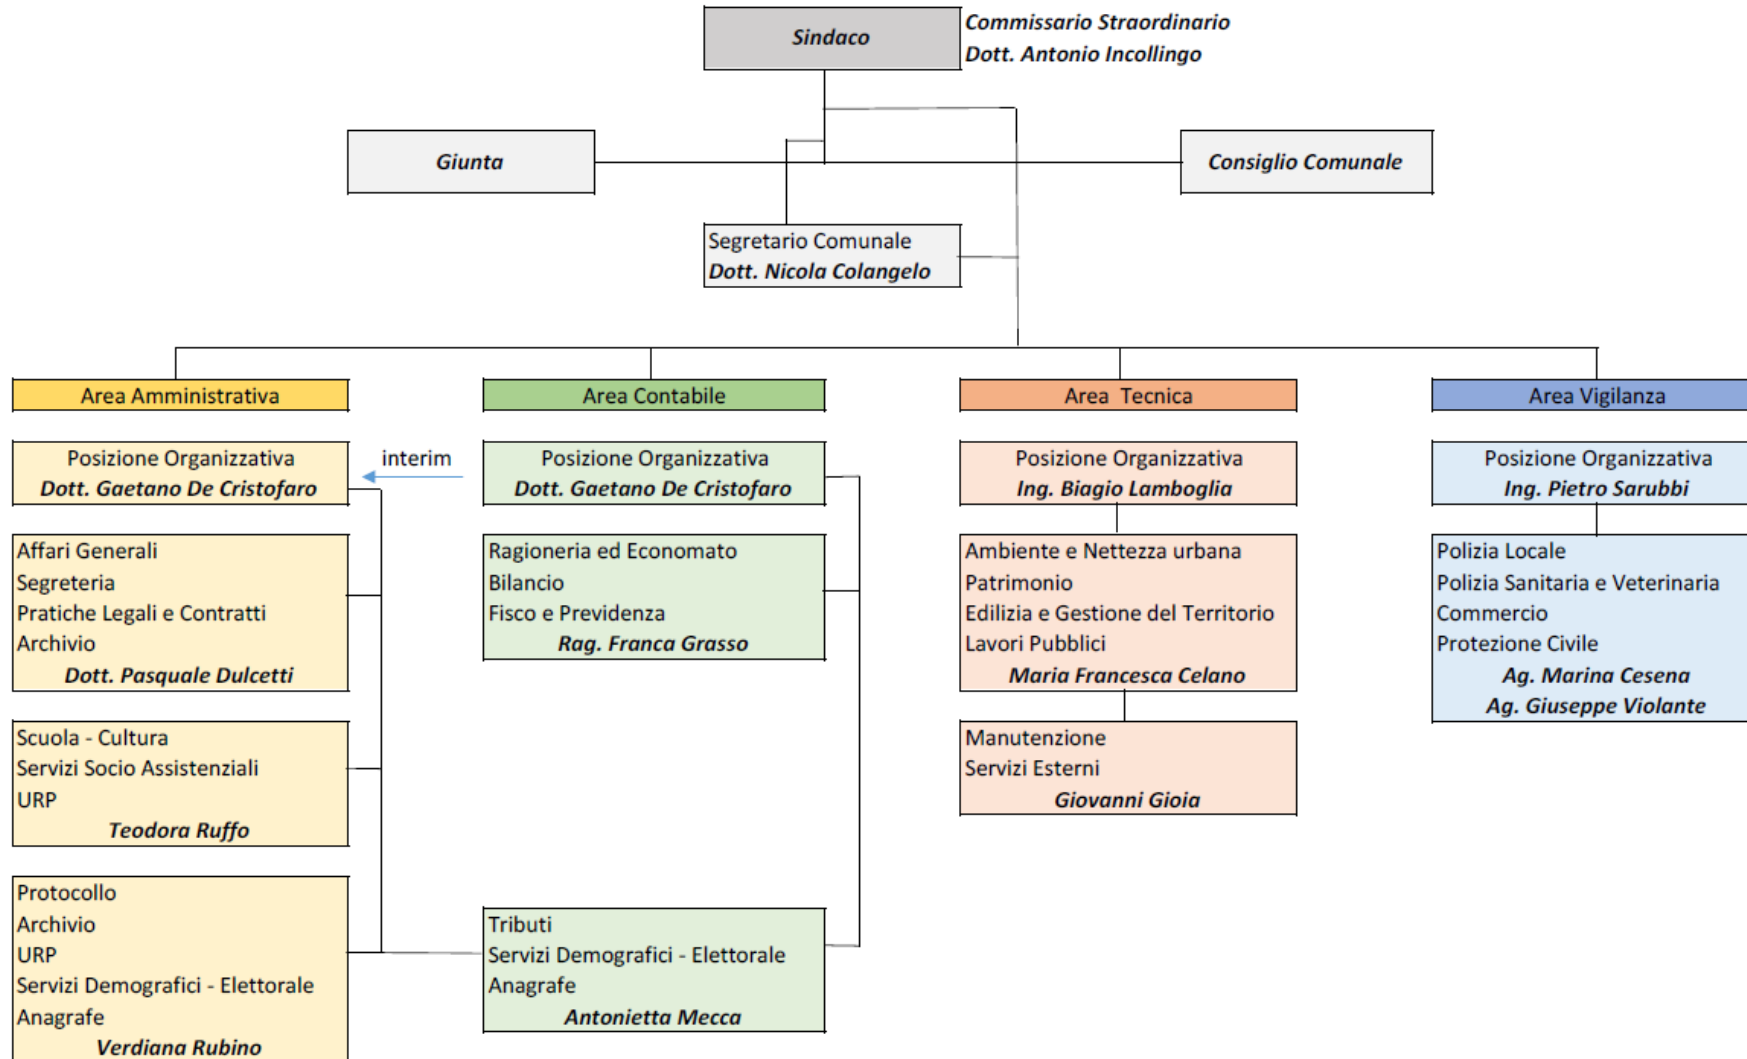 Sindaco
Commissario Straordinario
Dott. Antonio Incollingo
Giunta
Consiglio Comunale
Segretario Comunale
Dott. Nicola Colangelo
Area Amministrativa
Posizione Organizzativa
Dott. Gaetano De Cristofaro
interim
Affari Generali
Segreteria
Pratiche Legali e Contratti
Archivio
Dott. Pasquale Dulcetti
Scuola - Cultura
Servizi Socio Assistenziali
URP
Teodora Ruffo
Protocollo
Archivio
URP
Servizi Demografici - Elettorale
Anagrafe
Verdiana Rubino
Area Contabile
Posizione Organizzativa
Dott. Gaetano De Cristofaro
Ragioneria ed Economato
Bilancio
Fisco e Previdenza
Rag. Franca Grasso
Tributi
Servizi Demografici - Elettorale
Anagrafe
Antonietta Mecca
Area Tecnica
Posizione Organizzativa
Ing. Biagio Lamboglia
Ambiente e Nettezza urbana
Patrimonio
Edilizia e Gestione del Territorio
Lavori Pubblici
Maria Francesca Celano
Manutenzione
Servizi Esterni
Giovanni Gioia
Area Vigilanza
Posizione Organizzativa
Ing. Pietro Sarubbi
Polizia Locale
Polizia Sanitaria e Veterinaria
Commercio
Protezione Civile
Ag. Marina Cesena
Ag. Giuseppe Violante